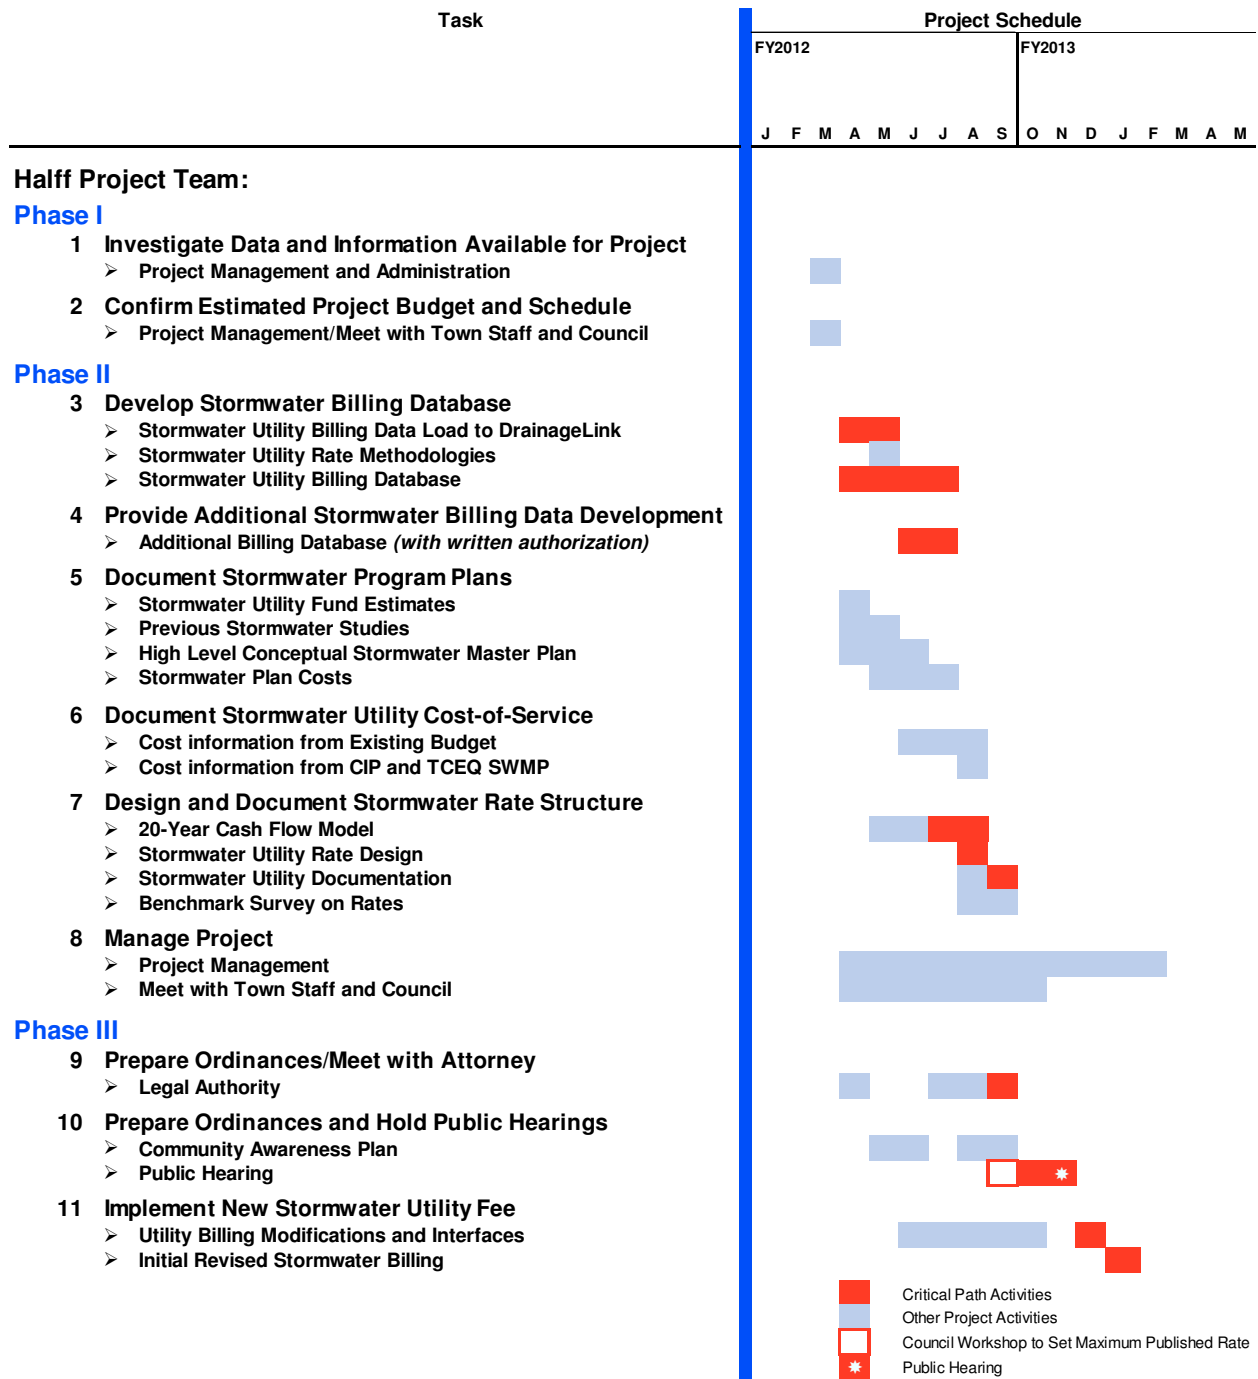 Task
Project Schedule
FY2012
FY2013
J F M A M J J A S O N D J F M A M
Halff Project Team:
Phase I
1 Investigate Data and Information Available for Project
➢ Project Management and Administration
2 Confirm Estimated Project Budget and Schedule
➢ Project Management/Meet with Town Staff and Council
Phase II
3 Develop Stormwater Billing Database
➢ Stormwater Utility Billing Data Load to DrainageLink
➢ Stormwater Utility Rate Methodologies
➢ Stormwater Utility Billing Database
4 Provide Additional Stormwater Billing Data Development
➢ Additional Billing Database (with written authorization)
5 Document Stormwater Program Plans
➢ Stormwater Utility Fund Estimates
➢ Previous Stormwater Studies
➢ High Level Conceptual Stormwater Master Plan
➢ Stormwater Plan Costs
6 Document Stormwater Utility Cost-of-Service
➢ Cost information from Existing Budget
➢ Cost information from CIP and TCEQ SWMP
7 Design and Document Stormwater Rate Structure
➢ 20-Year Cash Flow Model
➢ Stormwater Utility Rate Design
➢ Stormwater Utility Documentation
➢ Benchmark Survey on Rates
8 Manage Project
➢ Project Management
➢ Meet with Town Staff and Council
Phase III
9 Prepare Ordinances/Meet with Attorney
➢ Legal Authority
10 Prepare Ordinances and Hold Public Hearings
➢ Community Awareness Plan
➢ Public Hearing
11 Implement New Stormwater Utility Fee
➢ Utility Billing Modifications and Interfaces
➢ Initial Revised Stormwater Billing
Critical Path Activities
Other Project Activities
Council Workshop to Set Maximum Published Rate
Public Hearing